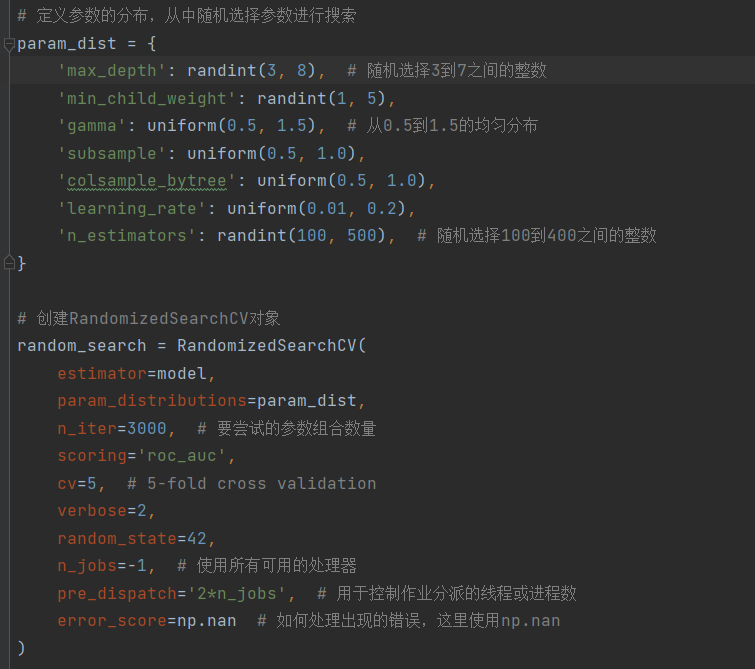 # 定义参数的分布，从中随机选择参数进行搜索
param_dist = {
    'max_depth': randint(3, 8),  # 随机选择3到7之间的整数
    'min_child_weight': randint(1, 5),
    'gamma': uniform(0.5, 1.5),  # 从0.5到1.5的均匀分布
    'subsample': uniform(0.5, 1.0),
    'colsample_bytree': uniform(0.5, 1.0),
    'learning_rate': uniform(0.01, 0.2),
    'n_estimators': randint(100, 500),  # 随机选择100到400之间的整数
}
# 创建RandomizedSearchCV对象
random_search = RandomizedSearchCV(
    estimator=model,
    param_distributions=param_dist,
    n_iter=3000,  # 要尝试的参数组合数量
    scoring='roc_auc',
    cv=5,  # 5-fold cross validation
    verbose=2,
    random_state=42,
    n_jobs=-1,  # 使用所有可用的处理器
    pre_dispatch='2*n_jobs',  # 用于控制作业分派的线程或进程数
    error_score=np.nan  # 如何处理出现的错误，这里使用np.nan
)